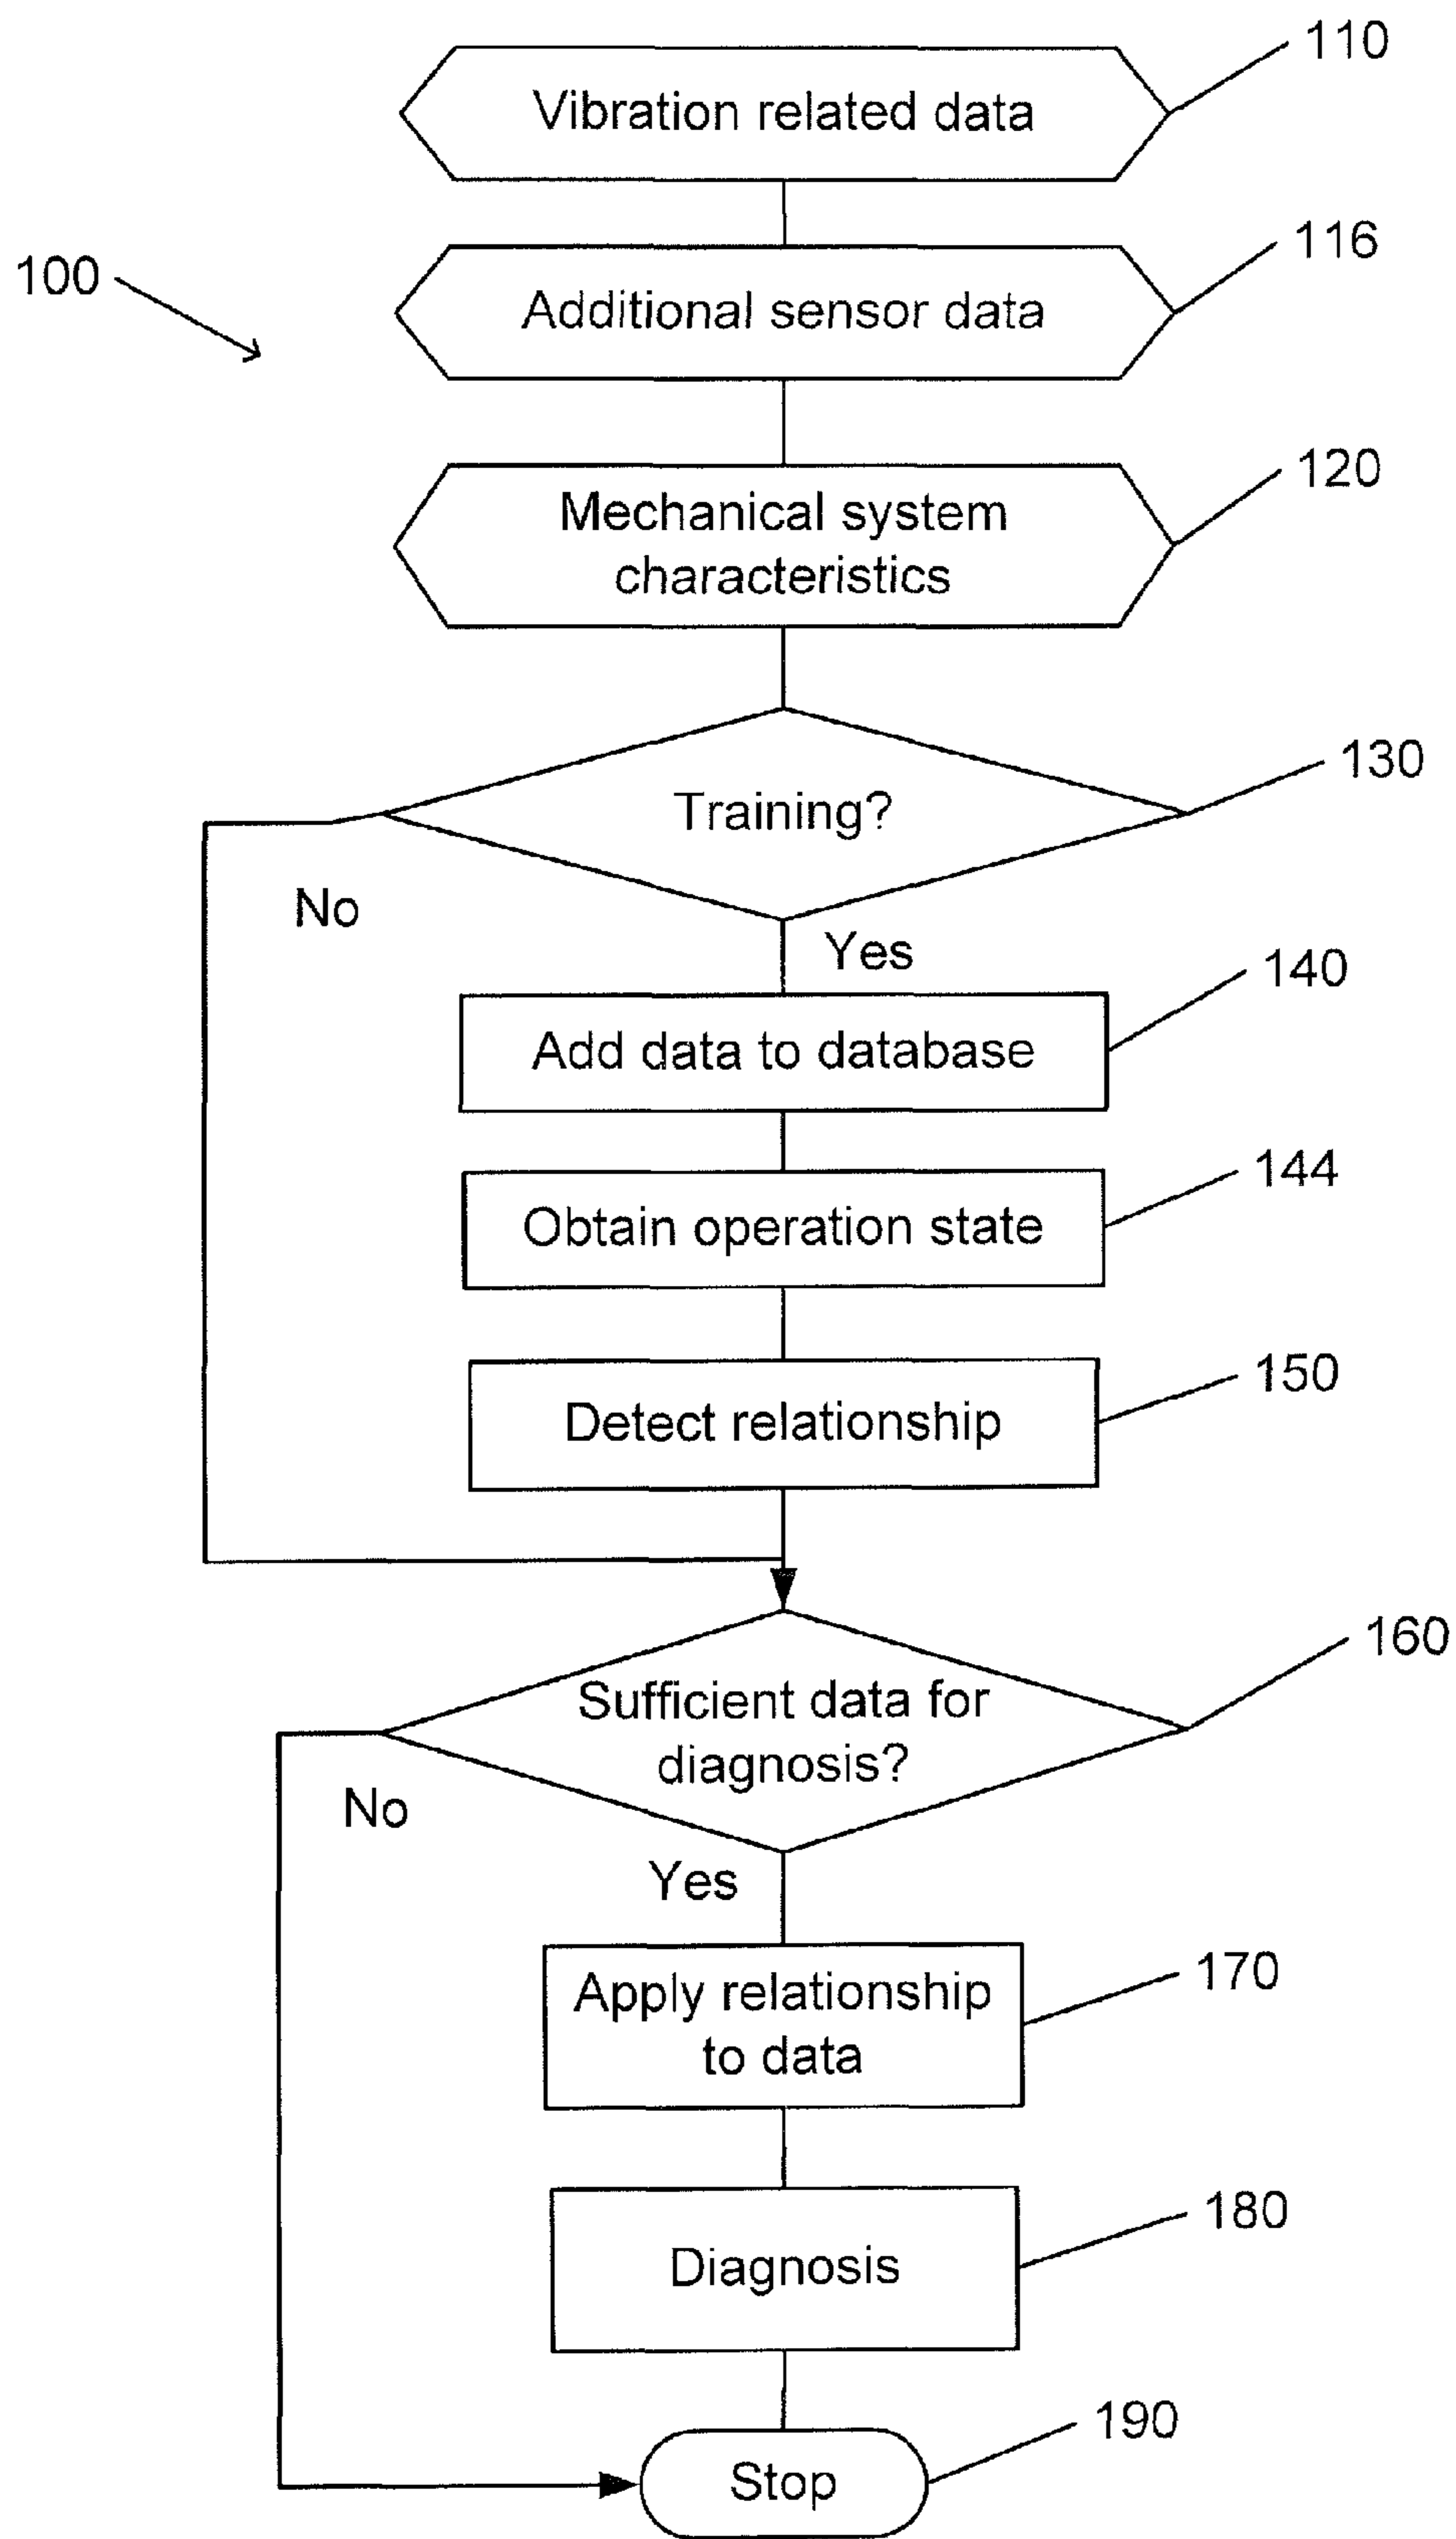 110
Vibration related data
116
100
Additional sensor data
120
Mechanical system
characteristics
130
Training?
No
Yes
140
Add data to database
144
Obtain operation state
150
Detect relationship
160
Sufficient data for
diagnosis?
No
Yes
170
Apply relationship
to data
180
Diagnosis
190
Stop